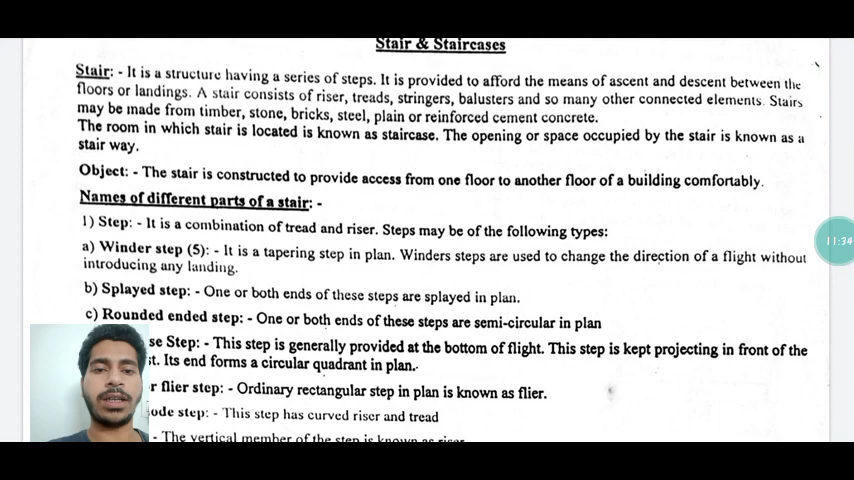 Stair & Staircases
Stair: - It is a structure having a series of steps. It is provided to afford the means of ascent and descent between the
floors or landings. A stair consists of riser, treads, stringers, balusters and so many other connected elements. Stairs
may be made from timber, stone, bricks, steel, plain or reinforced cement concrete.
The room in which stair is located is known as staircase. The opening or space occupied by the stair is known as a
stair way.
Object: - The stair is constructed to provide access from one floor to another floor of a building comfortably.
Names of different parts of a stair: -
1) Step: - It is a combination of tread and riser. Steps may be of the following types:
a) Winder step (5): - It is a tapering step in plan. Winders steps are used to change the direction of a flight without
introducing any landing.
b) Splayed step: - One or both ends of these steps are splayed in plan.
c) Rounded ended step: - One or both ends of these steps are semi-circular in plan
se Step: - This step is generally provided at the bottom of flight. This step is kept projecting in front of the
st. Its end forms a circular quadrant in plan.
r flier step: - Ordinary rectangular step in plan is known as flier.
ode step: - This step has curved riser and tread
- The vertical member of the step is known as riser
11:34